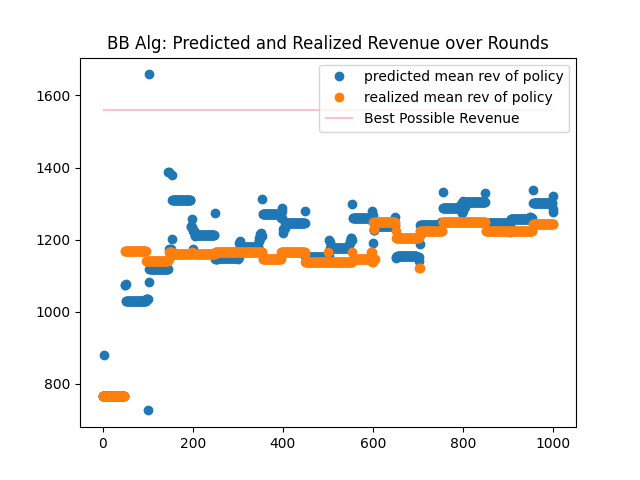 BB Alg: Predicted and Realized Revenue over Rounds
predicted mean rev of policy
realized mean rev of policy
Best Possible Revenue
1600
1400
1200
1000
800
0 200 400 600 800 1000